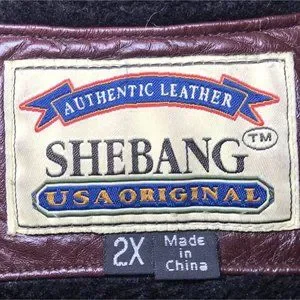 AUTHENTIC LEATHER
SHEBANG™
USA ORIGINAL
2X
Made in
China